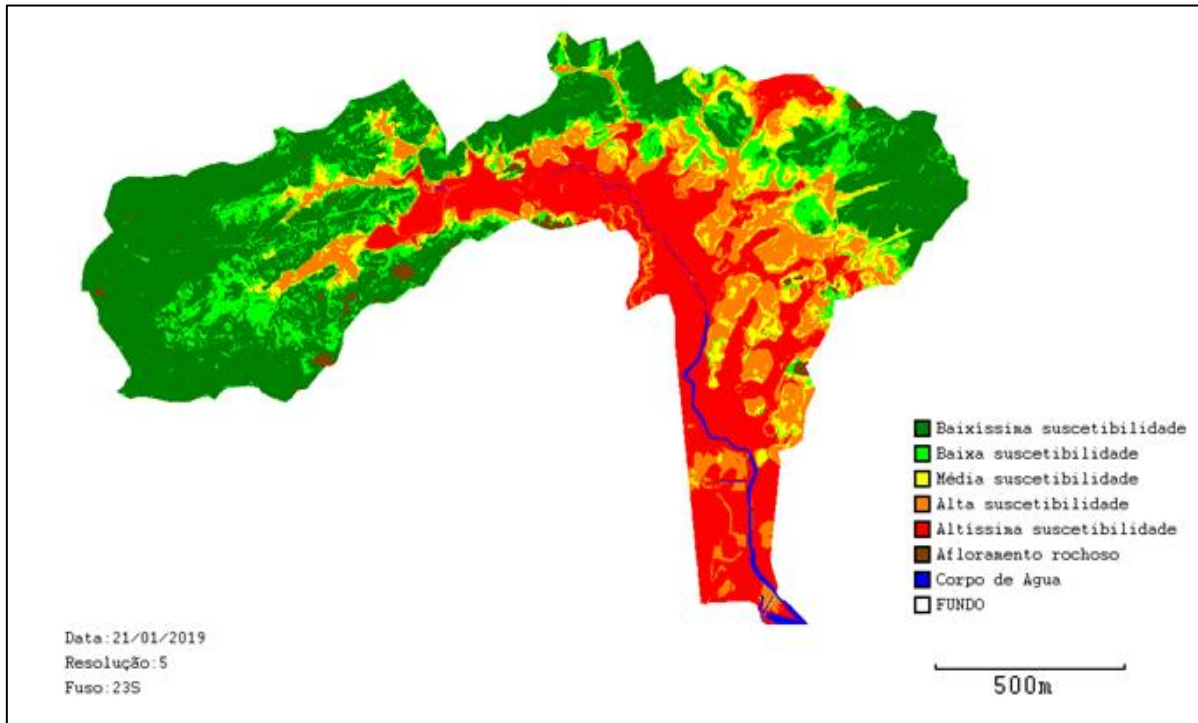 Baixíssima suscetibilidade
Baixa suscetibilidade
Média suscetibilidade
Alta suscetibilidade
Altíssima suscetibilidade
Afloramento rochoso
Corpo de Agua
FUNDO
Data:21/01/2019
Resolução:5
Fuso:23S
500m